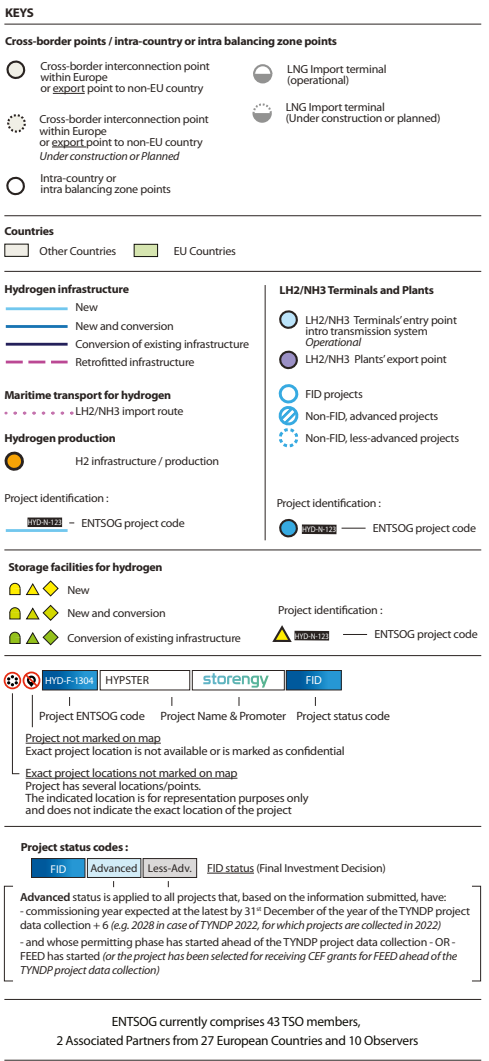 KEYS
Cross-border points / intra-country or intra balancing zone points
Cross-border interconnection point
within Europe
or export point to non-EU country
LNG Import terminal
(operational)
Cross-border interconnection point
within Europe
or export point to non-EU country
Under construction or Planned
LNG Import terminal
(Under construction or planned)
Intra-country or
intra balancing zone points
Countries
Other Countries
EU Countries
Hydrogen infrastructure
New
New and conversion
Conversion of existing infrastructure
Retrofitted infrastructure
Maritime transport for hydrogen
LH2/NH3 import route
Hydrogen production
H2 infrastructure / production
Project identification :
HYD-N-123 – ENTSOG project code
LH2/NH3 Terminals and Plants
LH2/NH3 Terminals' entry point
intro transmission system
Operational
LH2/NH3 Plants' export point
FID projects
Non-FID, advanced projects
Non-FID, less-advanced projects
Project identification :
HYD-N-123 ENTSOG project code
Storage facilities for hydrogen
New
New and conversion
Conversion of existing infrastructure
Project identification :
HYD-N-123 ENTSOG project code
HYD-F-1304 HYPSTER storengy FID
Project ENTSOG code Project Name & Promoter Project status code
Project not marked on map
Exact project location is not available or is marked as confidential
Exact project locations not marked on map
Project has several locations/points.
The indicated location is for representation purposes only
and does not indicate the exact location of the project
Project status codes :
FID Advanced Less-Adv. FID status (Final Investment Decision)
Advanced status is applied to all projects that, based on the information submitted, have:
- commissioning year expected at the latest by 31st December of the year of the TYNDP project
data collection + 6 (e.g. 2028 in case of TYNDP 2022, for which projects are collected in 2022)
- and whose permitting phase has started ahead of the TYNDP project data collection - OR -
FEED has started (or the project has been selected for receiving CEF grants for FEED ahead of the
TYNDP project data collection)
ENTSOG currently comprises 43 TSO members,
2 Associated Partners from 27 European Countries and 10 Observers